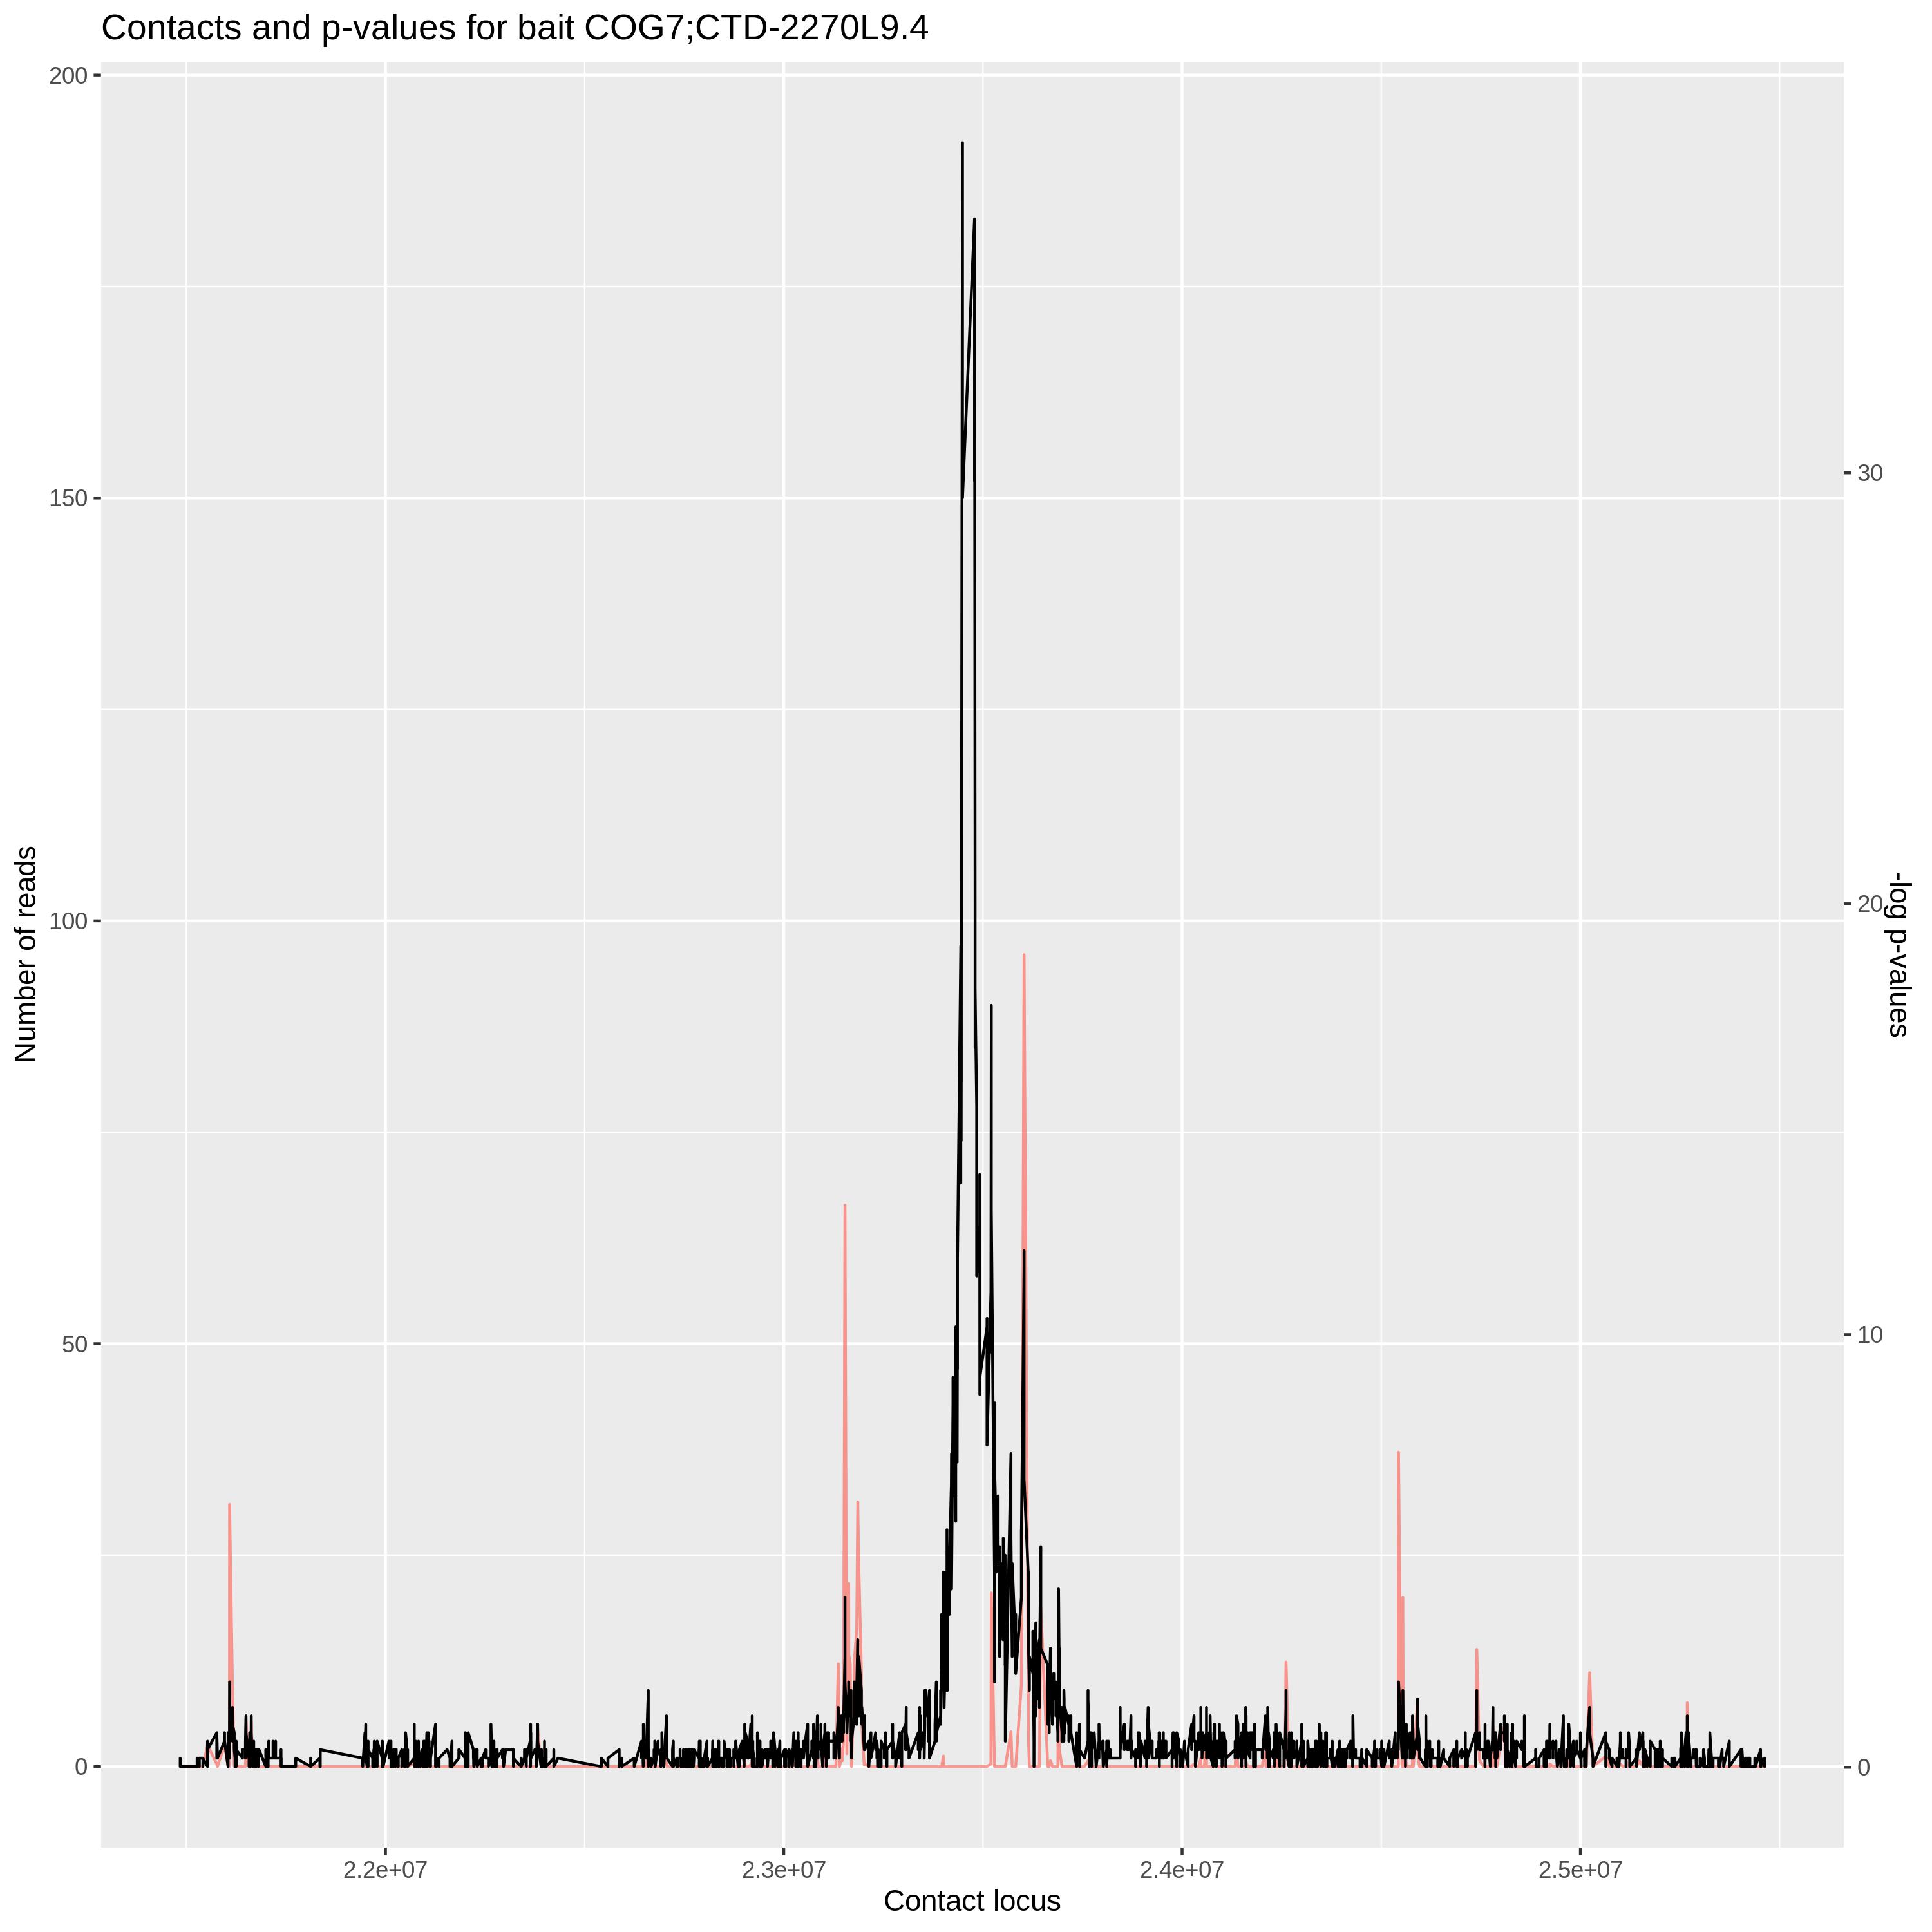 Contacts and p-values for bait COG7;CTD-2270L9.4
Number of reads
200
150
100
50
0
30
20
10
0
-log p-values
2.2e+07
2.3e+07
2.4e+07
2.5e+07
Contact locus